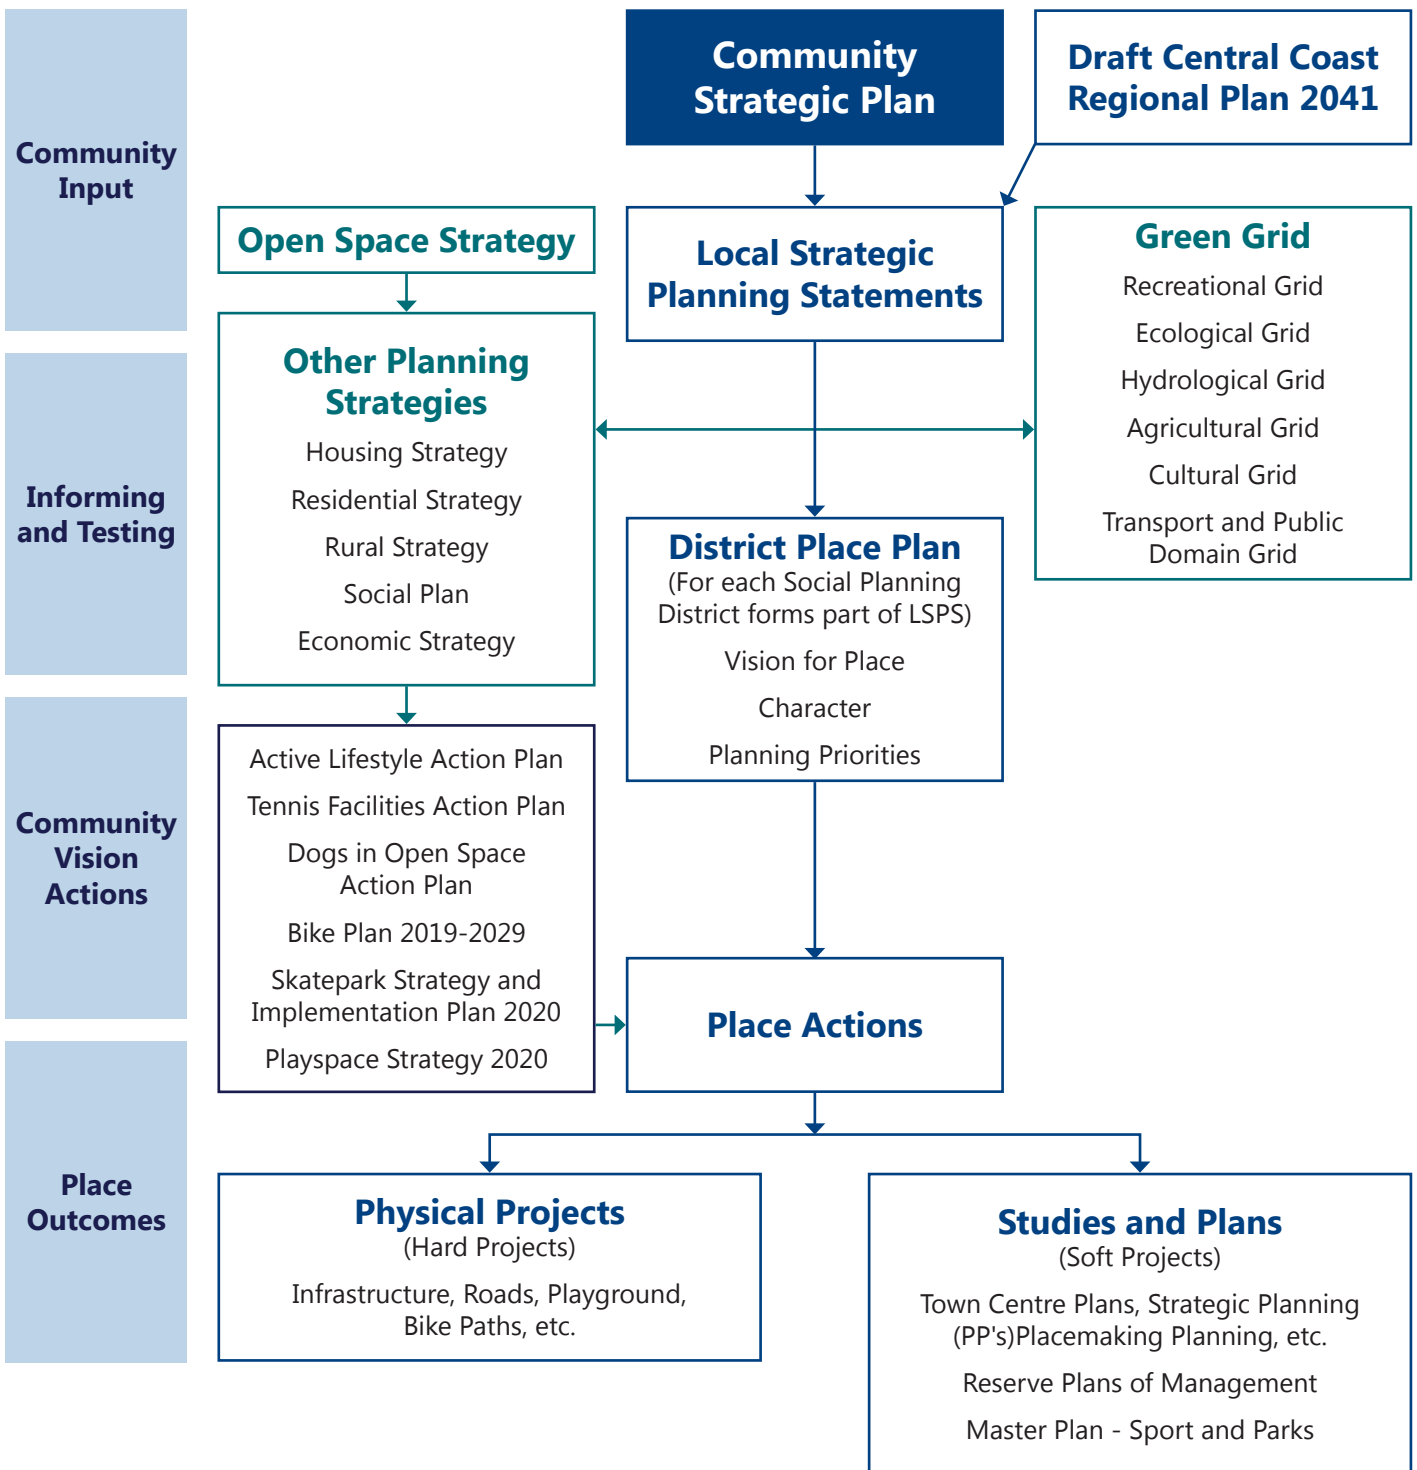 Community
Input
Informing
and Testing
Community
Vision
Actions
Place
Outcomes
Community
Strategic Plan
Draft Central Coast
Regional Plan 2041
Open Space Strategy
Local Strategic
Planning Statements
Green Grid
Recreational Grid
Ecological Grid
Hydrological Grid
Agricultural Grid
Cultural Grid
Transport and Public
Domain Grid
Other Planning
Strategies
Housing Strategy
Residential Strategy
Rural Strategy
Social Plan
Economic Strategy
District Place Plan
(For each Social Planning
District forms part of LSPS)
Vision for Place
Character
Planning Priorities
Active Lifestyle Action Plan
Tennis Facilities Action Plan
Dogs in Open Space
Action Plan
Bike Plan 2019-2029
Skatepark Strategy and
Implementation Plan 2020
Playspace Strategy 2020
Place Actions
Physical Projects
(Hard Projects)
Infrastructure, Roads, Playground,
Bike Paths, etc.
Studies and Plans
(Soft Projects)
Town Centre Plans, Strategic Planning
(PP's)Placemaking Planning, etc.
Reserve Plans of Management
Master Plan - Sport and Parks